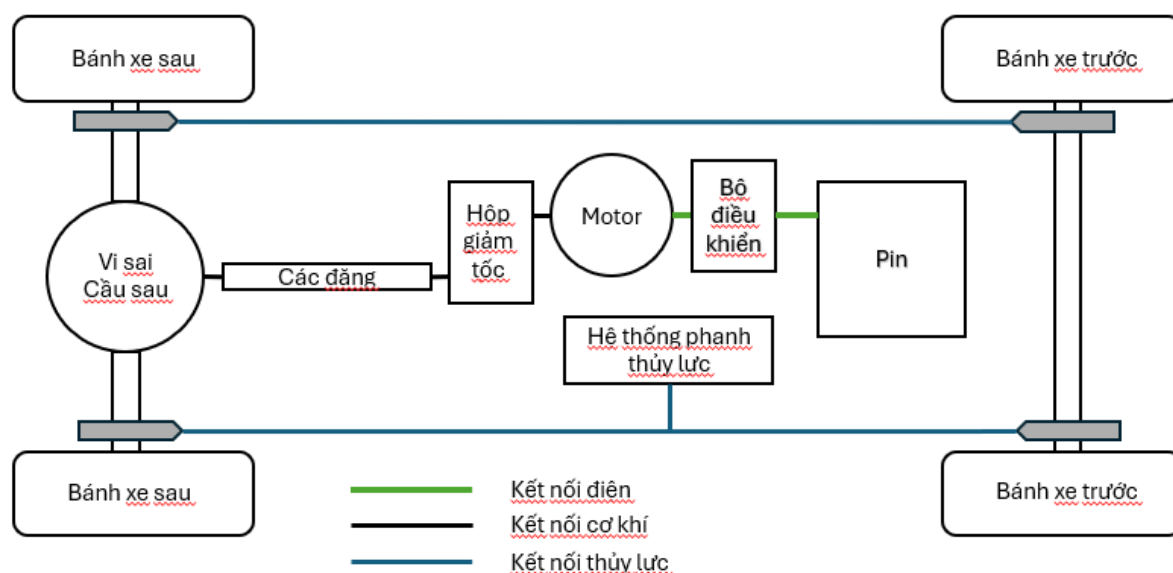 Bánh xe sau
Bánh xe trước
Hộp
giảm
tốc
Motor
Bộ
điều
khiển
Pin
Vi sai
Cầu sau
Các đăng
Hệ thống phanh
thủy lực
Bánh xe sau
Bánh xe trước
Kết nối điện
Kết nối cơ khí
Kết nối thủy lực